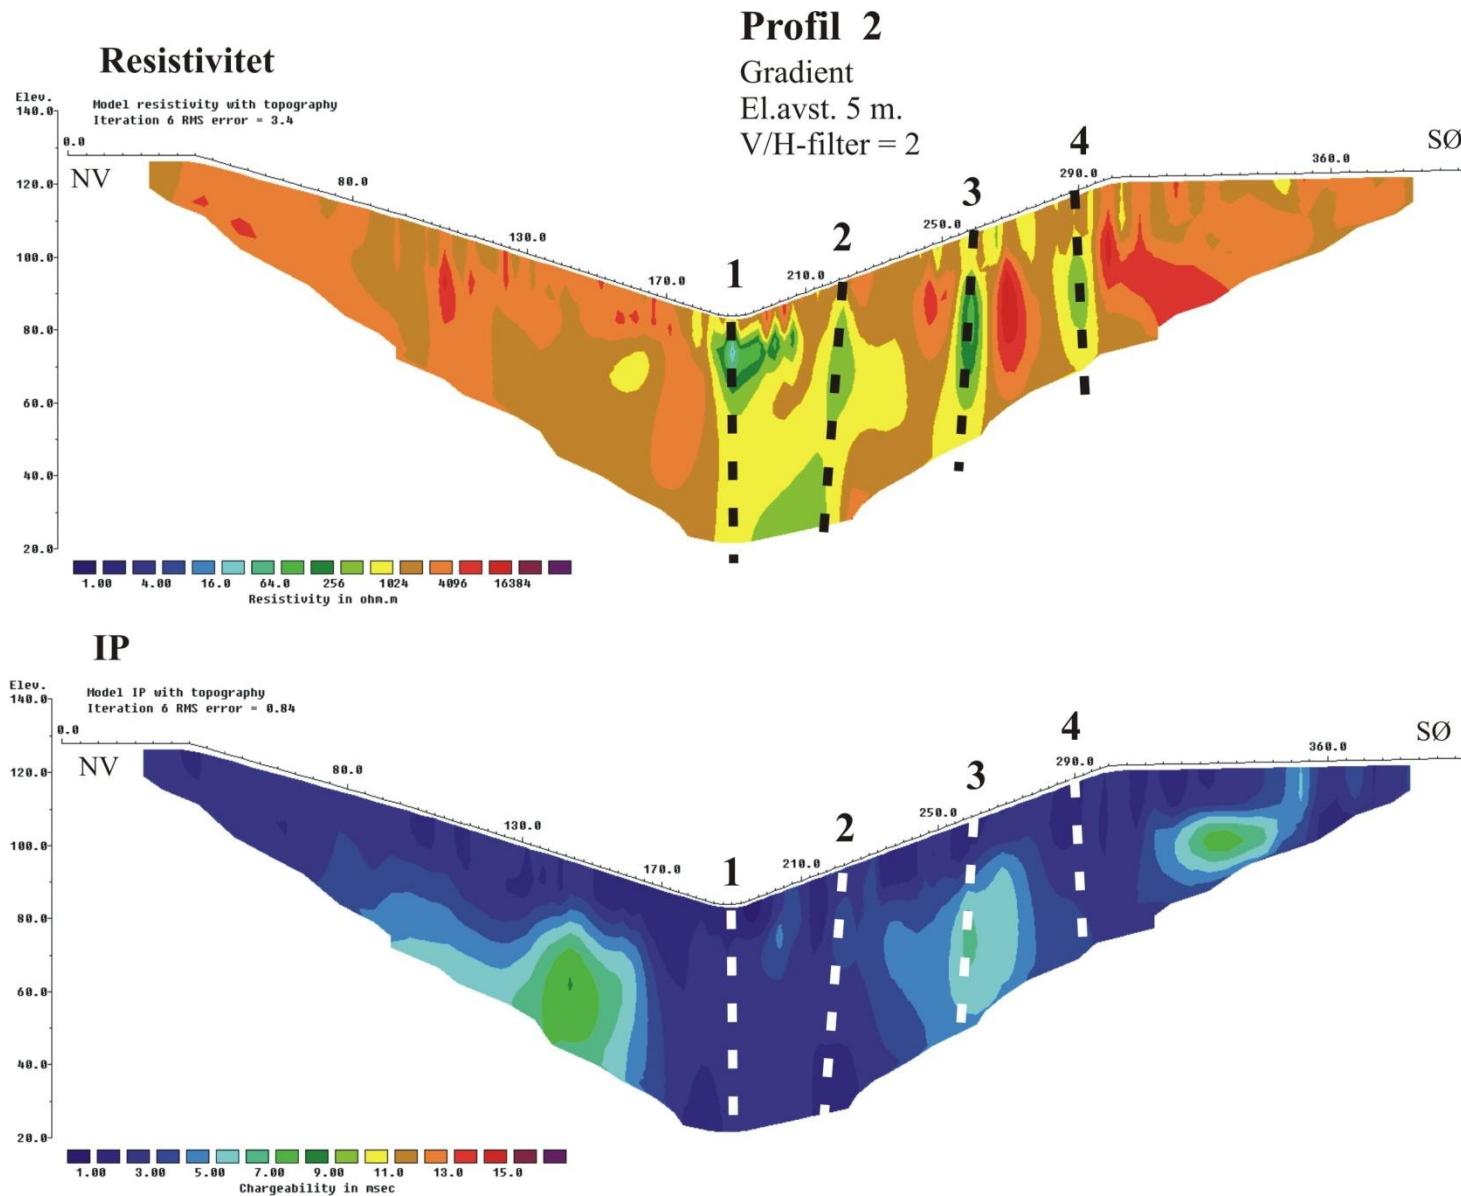 Profil 2
Gradient
El.avst. 5 m.
V/H-filter = 2
Resistivitet
Elev.
Model resistivity with topography
Iteration 6 RMS error = 3.4
140.0
120.0
100.0
80.0
60.0
40.0
20.0
0.0
NV
80.0
130.0
170.0
1
210.0
2
250.0
3
290.0
4
360.0
SØ
1.00 4.00 16.0 64.0 256 1024 4096 16384
Resistivity in ohm.m
IP
Elev.
Model IP with topography
Iteration 6 RMS error = 0.84
140.0
120.0
100.0
80.0
60.0
40.0
20.0
0.0
NV
80.0
130.0
170.0
1
210.0
2
250.0
3
290.0
4
360.0
SØ
1.00 3.00 5.00 7.00 9.00 11.0 13.0 15.0
Chargeability in msec